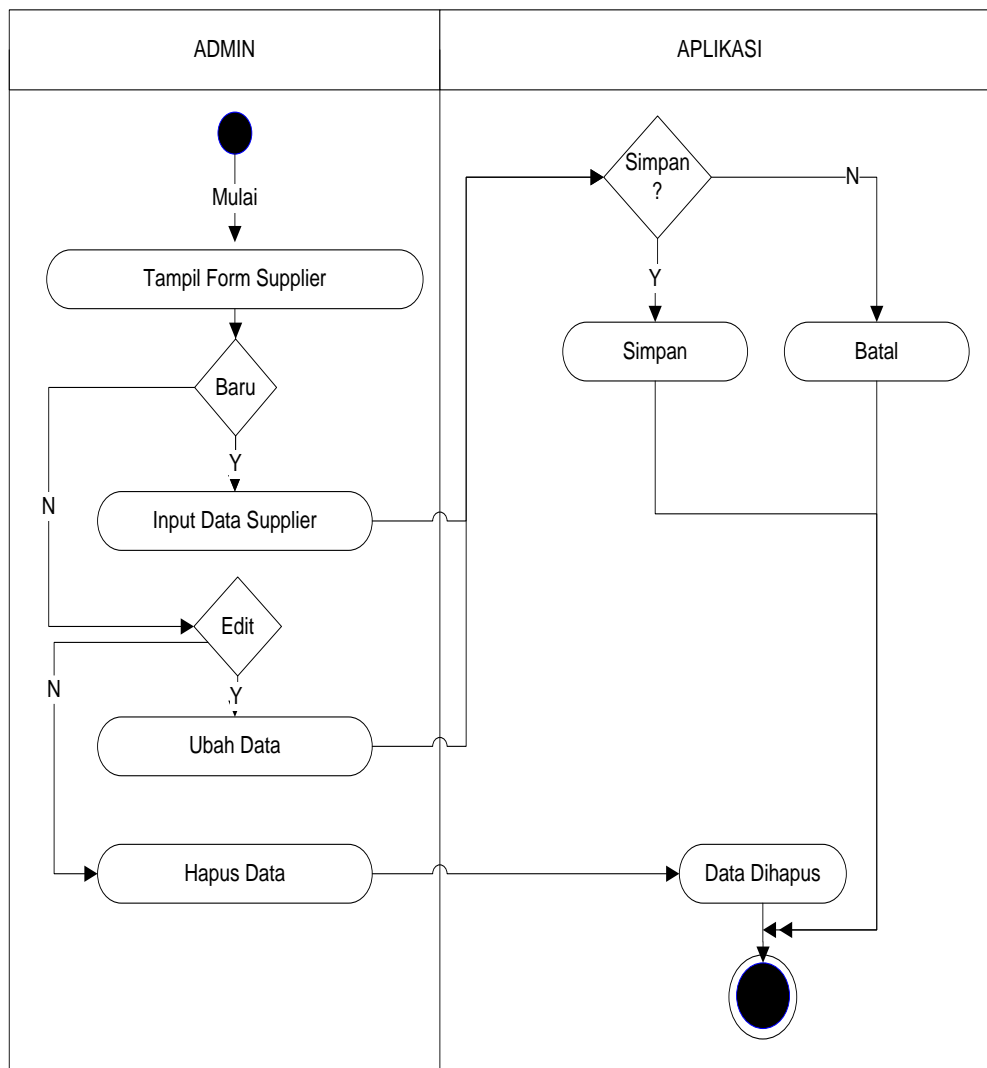 ADMIN
APLIKASI
Mulai
Tampil Form Supplier
Baru
Y
N
Input Data Supplier
Edit
N
Y
Ubah Data
Hapus Data
Simpan
?
N
Y
Simpan
Batal
Data Dihapus